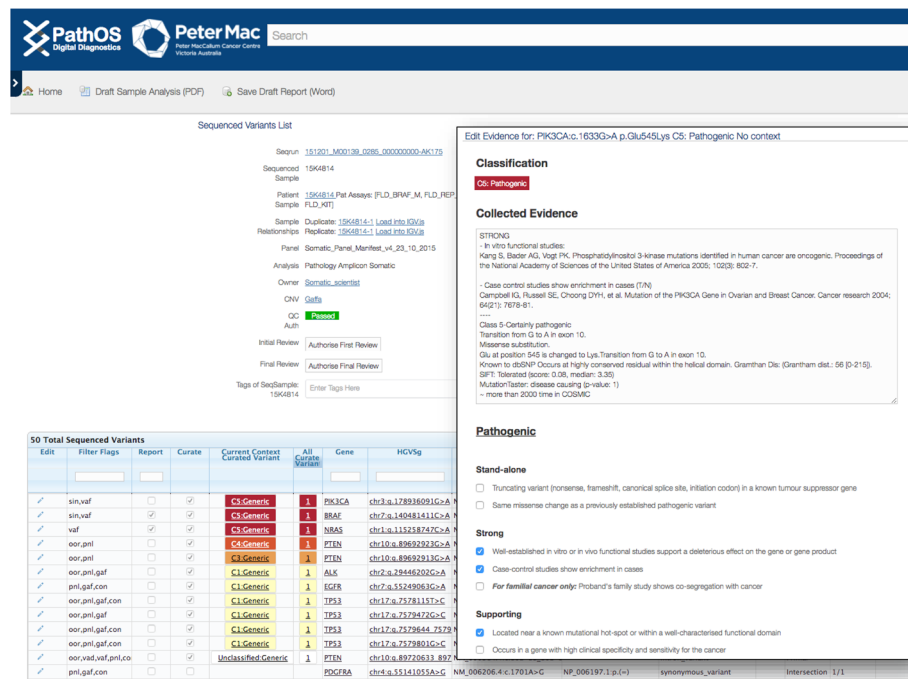 PathOS
Digital Diagnostics
Peter Mac
Peter MacCallum Cancer Centre
Victoria Australia
Search
Home
Draft Sample Analysis (PDF)
Save Draft Report (Word)
Sequenced Variants List
Seqrun 151201_M00139_0285_000000000-AK175
Sequenced Sample 15K4814
Patient Sample 15K4814 Pat Assays: [FLD_BRAF_M, FLD_REP_
FLD_KIT]
Sample Relationships Duplicate: 15K4814-1 Load into IGV.js
Replicate: 15K4814-1 Load into IGV.js
Panel Somatic_Panel_Manifest_v4_23_10_2015
Analysis Pathology Amplicon Somatic
Owner Somatic_scientist
CNV Gaffa
QC Passed
Auth
Initial Review Authorise First Review
Final Review Authorise Final Review
Tags of SeqSample: 15K4814 Enter Tags Here
50 Total Sequenced Variants
Edit Filter Flags Report Curate Current Context Curated Variant All Curate Variant Gene HGVSg
sin,vaf C5:Generic 1 PIK3CA chr3:g.178936091G>A
sin,vaf C5:Generic 1 BRAF chr7:g.140481411C>A
vaf C5:Generic 1 NRAS chr1:g.115258747C>A
oor,pnl C4:Generic 1 PTEN chr10:g.89692923G>A
oor,pnl C3:Generic 1 PTEN chr10:g.89692913G>A
oor,pnl,gaf C1:Generic 1 ALK chr2:g.29446202G>A
pnl,gaf,con C1:Generic 1 EGFR chr7:g.55249063G>A
oor,pnl,gaf,con C1:Generic 1 TP53 chr17:g.7578115T>C
oor,pnl,gaf C1:Generic 1 TP53 chr17:g.7579472G>C
oor,pnl,gaf,con C1:Generic 1 TP53 chr17:g.7579644_7579
oor,pnl,gaf,con C1:Generic 1 TP53 chr17:g.7579801G>C
oor,vad,vaf,pnl,co Unclassified:Generic 1 PTEN chr10:g.89720633_897
pnl,gaf,con PDGFRA chr4:g.55141055A>G NM_006206.4:c.1701A>G NP_006197.1:p.(=) synonymous_variant Intersection 1/1
Edit Evidence for: PIK3CA:c.1633G>A p.Glu545Lys C5: Pathogenic No context
Classification
C5: Pathogenic
Collected Evidence
STRONG
- In vitro functional studies:
Kang S, Bader AG, Vogt PK. Phosphatidylinositol 3-kinase mutations identified in human cancer are oncogenic. Proceedings of
the National Academy of Sciences of the United States of America 2005; 102(3): 802-7.
- Case control studies show enrichment in cases (T/N)
Campbell IG, Russell SE, Choong DYH, et al. Mutation of the PIK3CA Gene in Ovarian and Breast Cancer. Cancer research 2004;
64(21): 7678-81.
----
Class 5-Certainly pathogenic
Transition from G to A in exon 10.
Missense substitution.
Glu at position 545 is changed to Lys.Transition from G to A in exon 10.
Known to dbSNP Occurs at highly conserved residue within the helical domain. Gramthan Dis: (Grantham dist.: 56 [0-215]).
SIFT: Tolerated (score: 0.08, median: 3.35)
MutationTaster: disease causing (p-value: 1)
~ more than 2000 time in COSMIC
Pathogenic
Stand-alone
Truncating variant (nonsense, frameshift, canonical splice site, initiation codon) in a known tumour suppressor gene
Same missense change as a previously established pathogenic variant
Strong
Well-established in vitro or in vivo functional studies support a deleterious effect on the gene or gene product
Case-control studies show enrichment in cases
For familial cancer only: Proband's family study shows co-segregation with cancer
Supporting
Located near a known mutational hot-spot or within a well-characterised functional domain
Occurs in a gene with high clinical specificity and sensitivity for the cancer